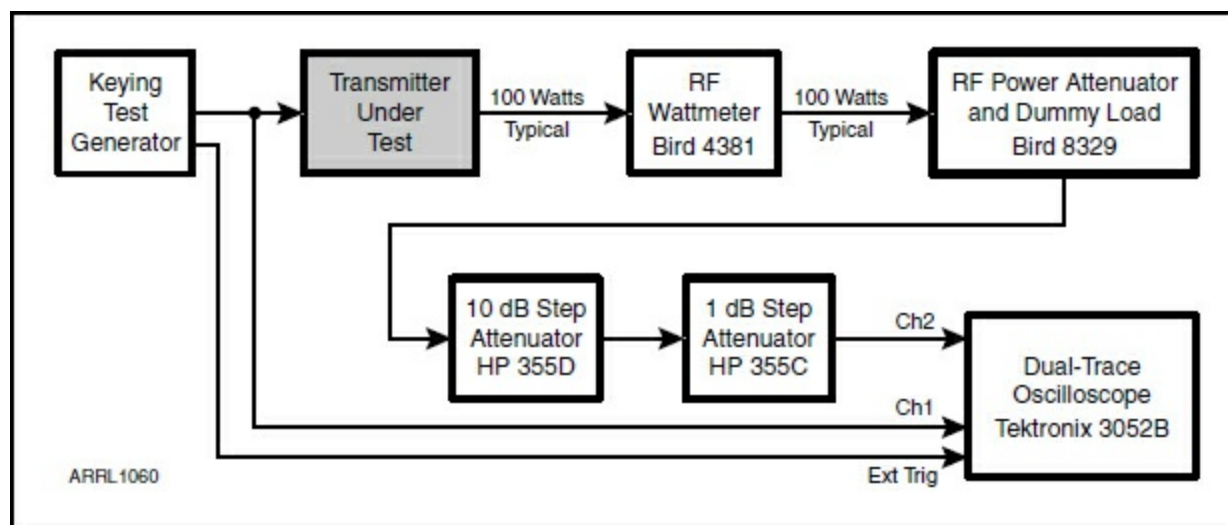 Keying
Test
Generator
Transmitter
Under
Test
100 Watts
Typical
RF
Wattmeter
Bird 4381
100 Watts
Typical
RF Power Attenuator
and Dummy Load
Bird 8329
10 dB Step
Attenuator
HP 355D
1 dB Step
Attenuator
HP 355C
Ch2
Ch1
Ext Trig
Dual-Trace
Oscilloscope
Tektronix 3052B
ARRL1060